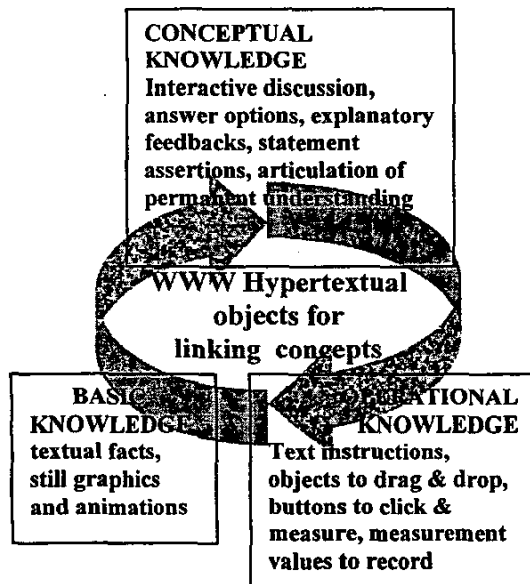 CONCEPTUAL
KNOWLEDGE
Interactive discussion,
answer options, explanatory
feedbacks, statement
assertions, articulation of
permanent understanding
WWW Hypertextual
objects for
linking concepts
BASIC
KNOWLEDGE
textual facts,
still graphics
and animations
OPERATIONAL
KNOWLEDGE
Text instructions,
objects to drag & drop,
buttons to click &
measure, measurement
values to record